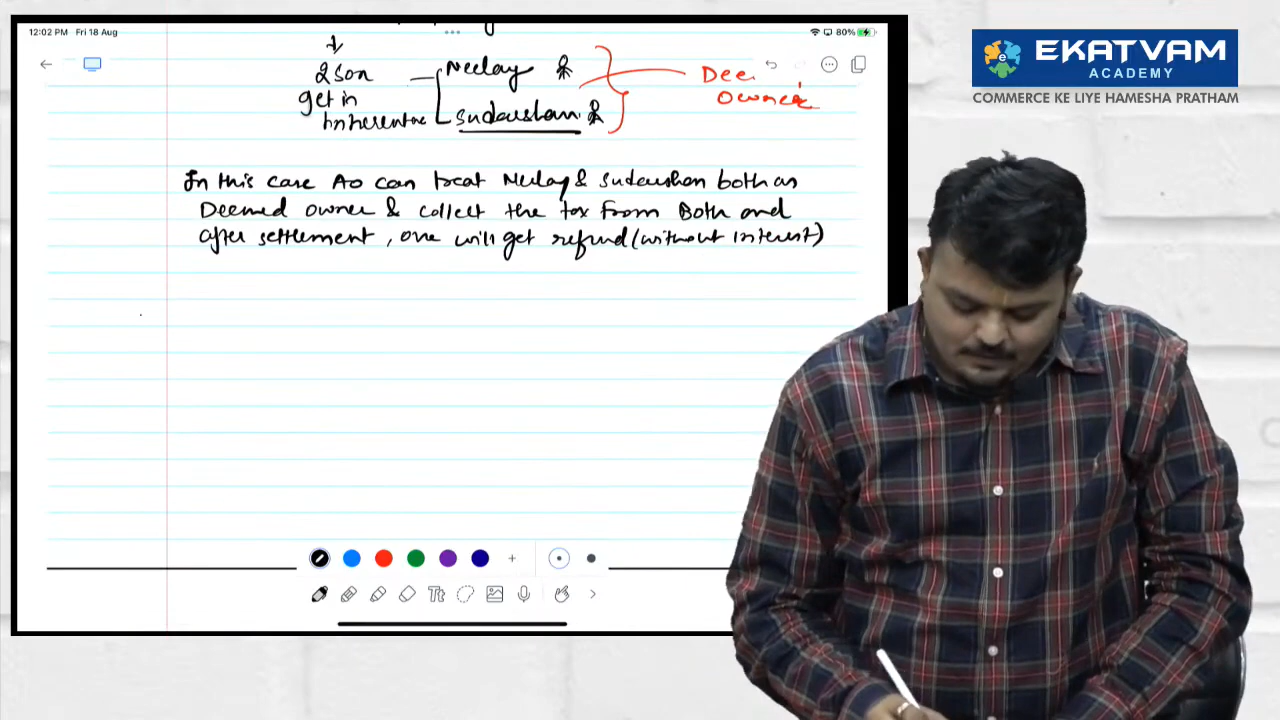 12:02 PM Fri 18 Aug
80%
EKATVAM
ACADEMY
COMMERCE KE LIYE HAMESHA PRATHAM
2 son
Neelay
get in
Inheritance
Sudarshan
Dee
Owner
In this case AO can treat Neelay & Sudarshan both as
Deemed owner & collect the tax from Both and
after settlement, one will get refund (without interest)
Tt